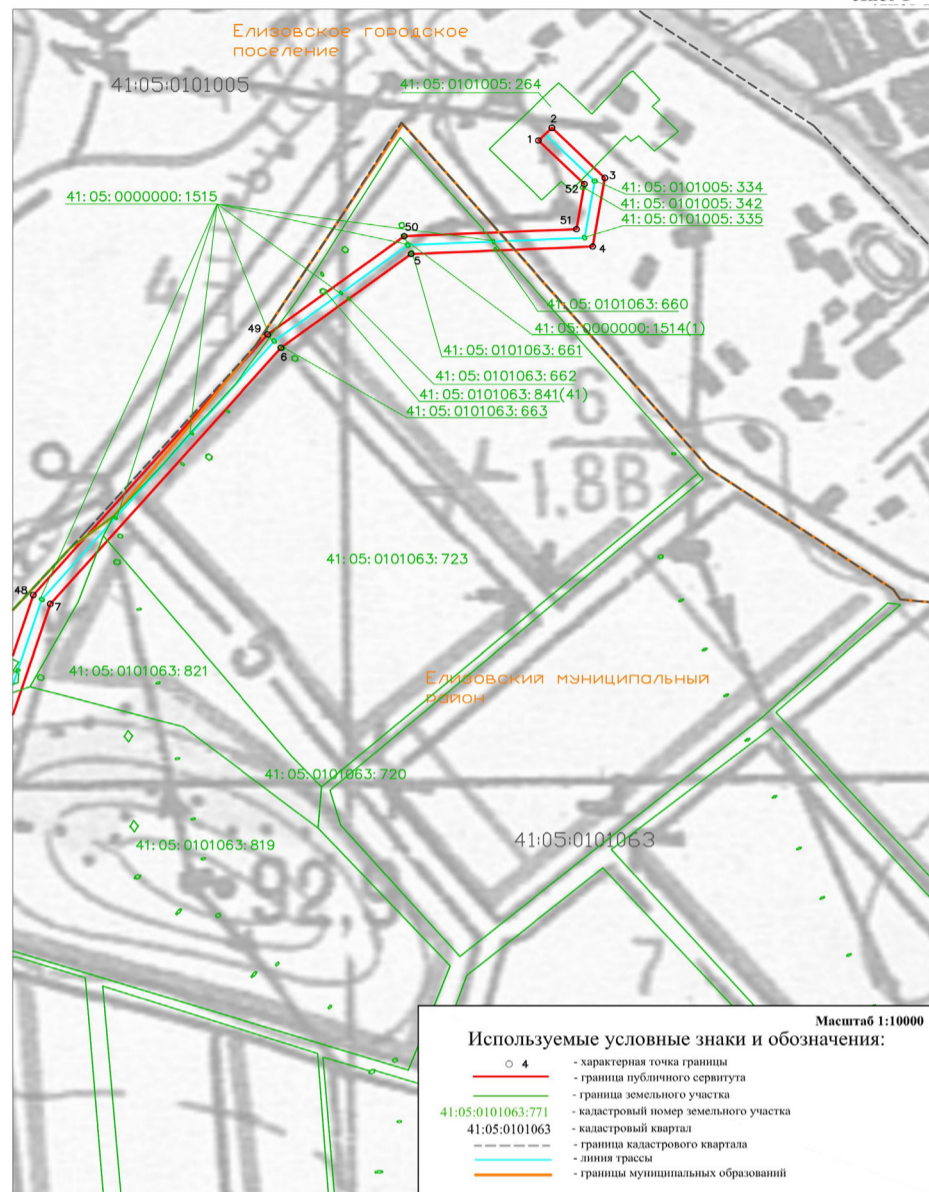 Елизовское городское
поселение
41:05:0101005
41:05:0101005:264
2
1
3
41:05:0101005:334
52
41:05:0101005:342
41:05:0000000:1515
41:05:0101005:335
51
50
4
5
41:05:0101063:660
49
41:05:0000000:1514(1)
6
41:05:0101063:661
41:05:0101063:662
41:05:0101063:841(41)
41:05:0101063:663
6
1.8В
41:05:0101063:723
48
7
5
41:05:0101063:821
Елизовский муниципальный
район
41:05:0101063:720
41:05:0101063
41:05:0101063:819
92
7
Масштаб 1:10000
Используемые условные знаки и обозначения:
4 - характерная точка границы
- граница публичного сервитута
- граница земельного участка
41:05:0101063:771 - кадастровый номер земельного участка
41:05:0101063 - кадастровый квартал
- граница кадастрового квартала
- линия трассы
- границы муниципальных образований